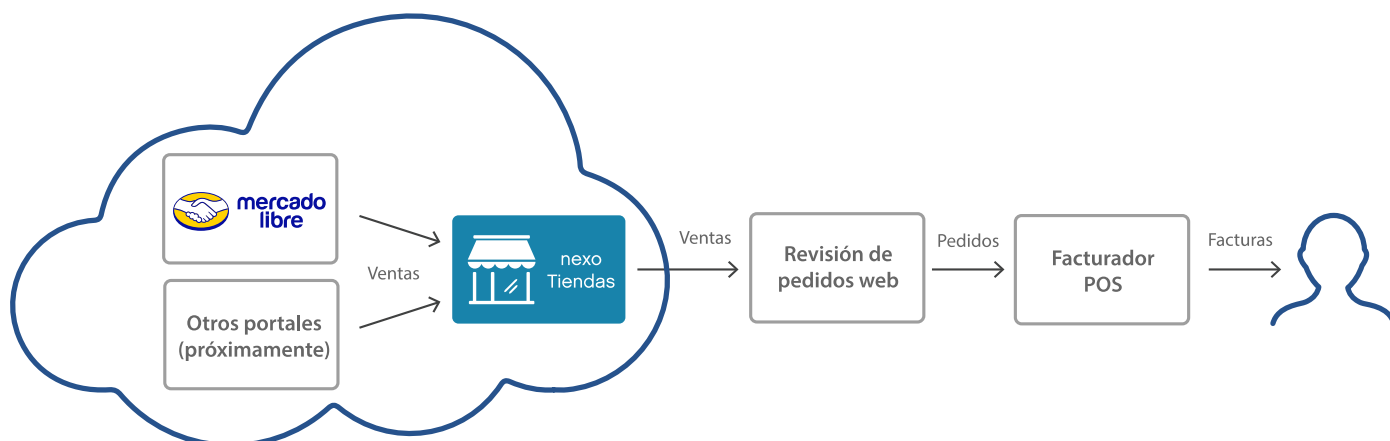 mercado
libre
Otros portales
(próximamente)
Ventas
nexo
Tiendas
Ventas
Revisión de
pedidos web
Pedidos
Facturador
POS
Facturas